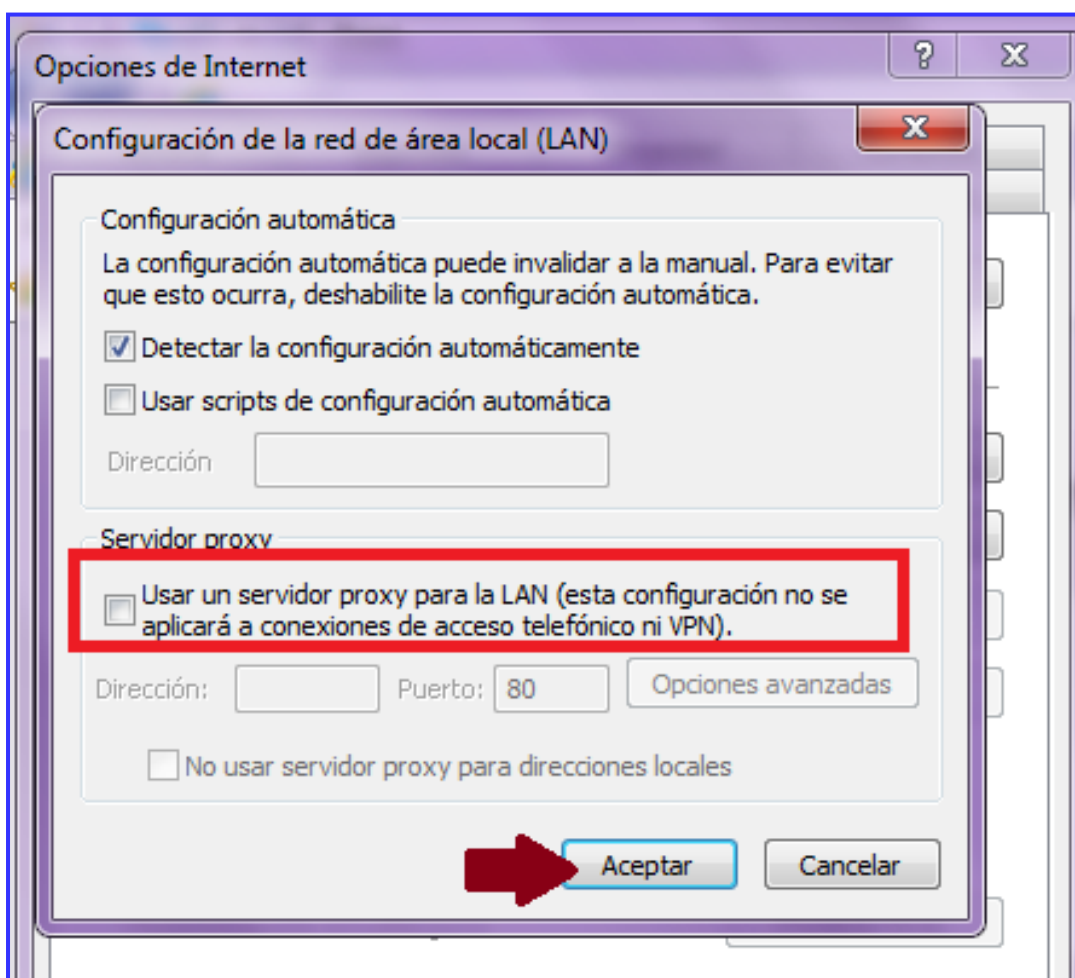 Opciones de Internet
Configuración de la red de área local (LAN)
Configuración automática
La configuración automática puede invalidar a la manual. Para evitar
que esto ocurra, deshabilite la configuración automática.
Detectar la configuración automáticamente
Usar scripts de configuración automática
Dirección
Servidor proxy
Usar un servidor proxy para la LAN (esta configuración no se
aplicará a conexiones de acceso telefónico ni VPN).
Dirección: Puerto: 80 Opciones avanzadas
No usar servidor proxy para direcciones locales
Aceptar Cancelar